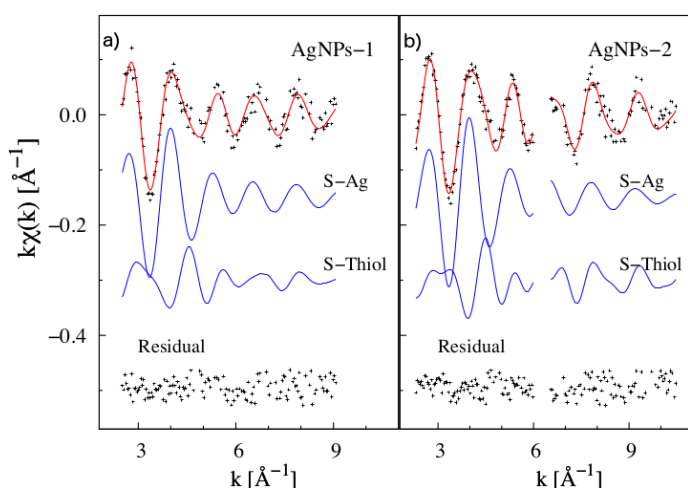 a)
AgNPs−1
b)
AgNPs−2
0.0
−0.2
−0.4
kχ(k) [Å⁻¹]
S−Ag
S−Thiol
Residual
S−Ag
S−Thiol
Residual
3
6
9
3
6
9
k [Å⁻¹]
k [Å⁻¹]